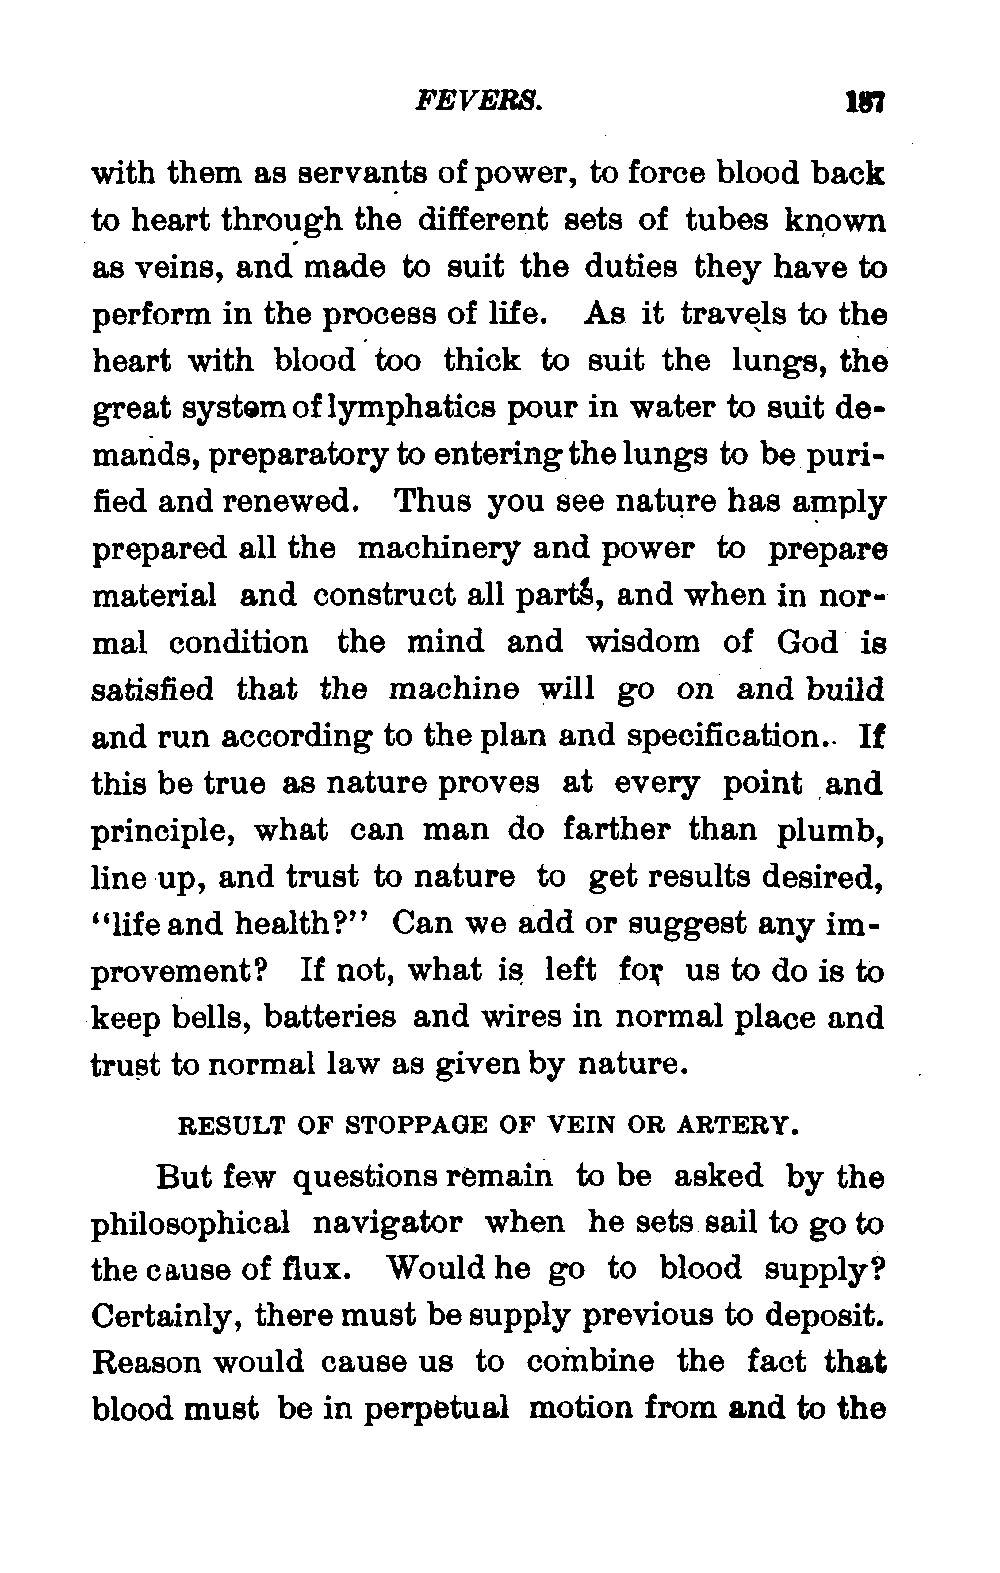 FEVERS. 187
with them as servants of power, to force blood back
to heart through the different sets of tubes known
as veins, and made to suit the duties they have to
perform in the process of life. As it travels to the
heart with blood too thick to suit the lungs, the
great system of lymphatics pour in water to suit de-
mands, preparatory to entering the lungs to be puri-
fied and renewed. Thus you see nature has amply
prepared all the machinery and power to prepare
material and construct all parts, and when in nor-
mal condition the mind and wisdom of God is
satisfied that the machine will go on and build
and run according to the plan and specification. If
this be true as nature proves at every point and
principle, what can man do farther than plumb,
line up, and trust to nature to get results desired,
"life and health?" Can we add or suggest any im-
provement? If not, what is left for us to do is to
keep bells, batteries and wires in normal place and
trust to normal law as given by nature.
RESULT OF STOPPAGE OF VEIN OR ARTERY.
But few questions remain to be asked by the
philosophical navigator when he sets sail to go to
the cause of flux. Would he go to blood supply?
Certainly, there must be supply previous to deposit.
Reason would cause us to combine the fact that
blood must be in perpetual motion from and to the